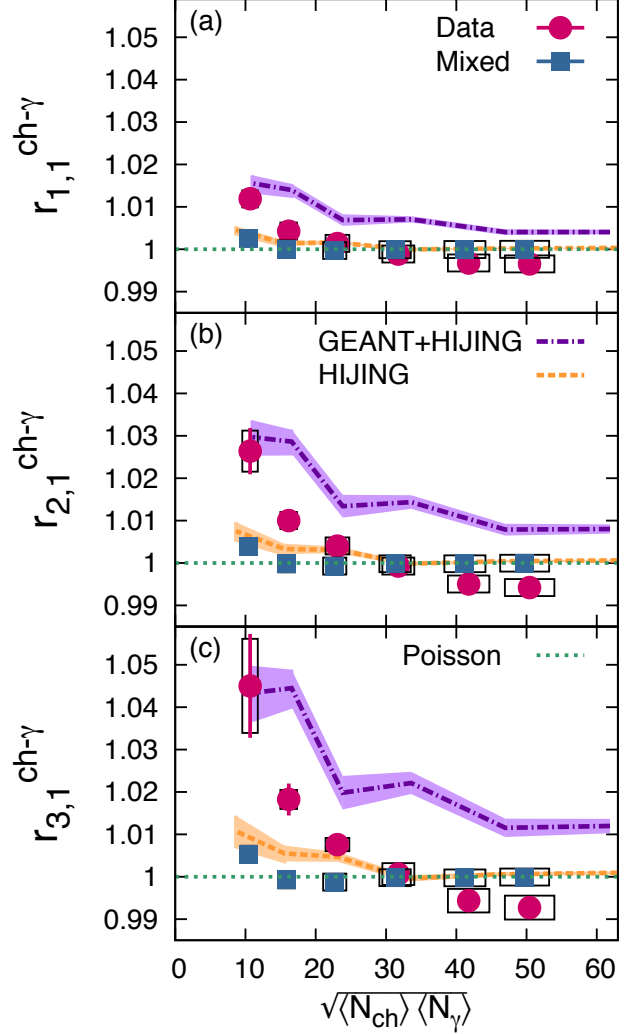 (a)
Data
Mixed
1.05
1.04
1.03
1.02
1.01
1
0.99
r1,1ch-γ
(b)
GEANT+HIJING
HIJING
1.05
1.04
1.03
1.02
1.01
1
0.99
r2,1ch-γ
(c)
Poisson
1.05
1.04
1.03
1.02
1.01
1
0.99
r3,1ch-γ
0 10 20 30 40 50 60
√⟨Nch⟩ ⟨Nγ⟩